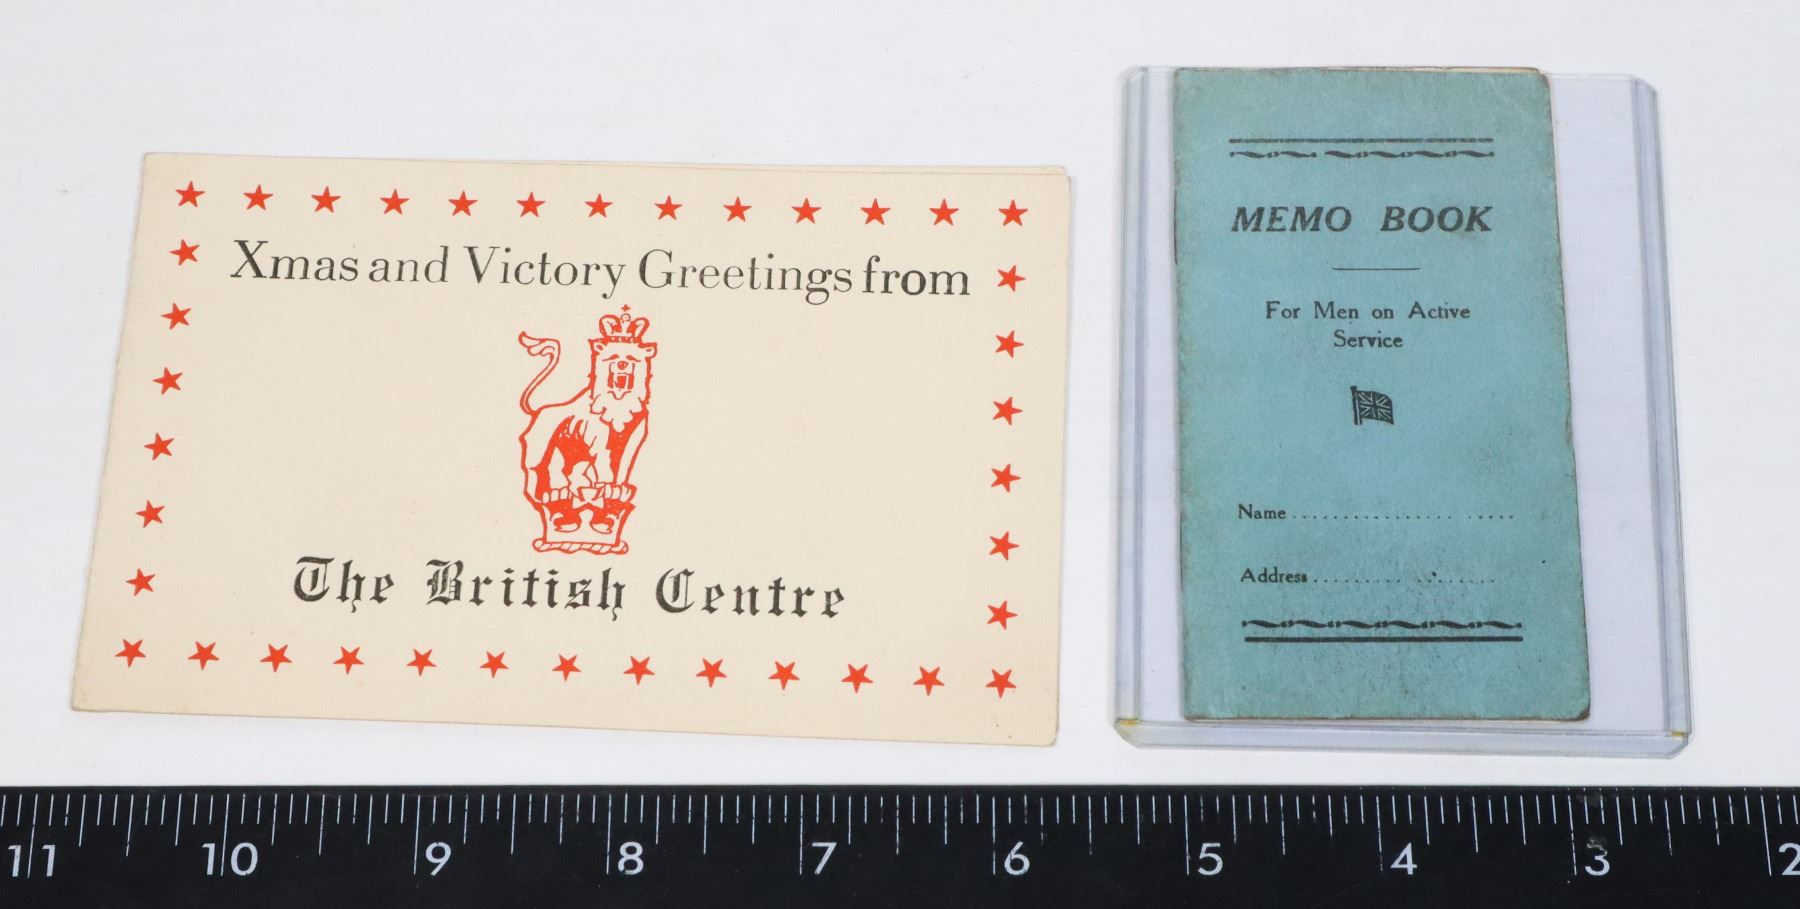 Xmas and Victory Greetings from
The British Centre
MEMO BOOK
For Men on Active
Service
Name
Address
11 10 9 8 7 6 5 4 3 2